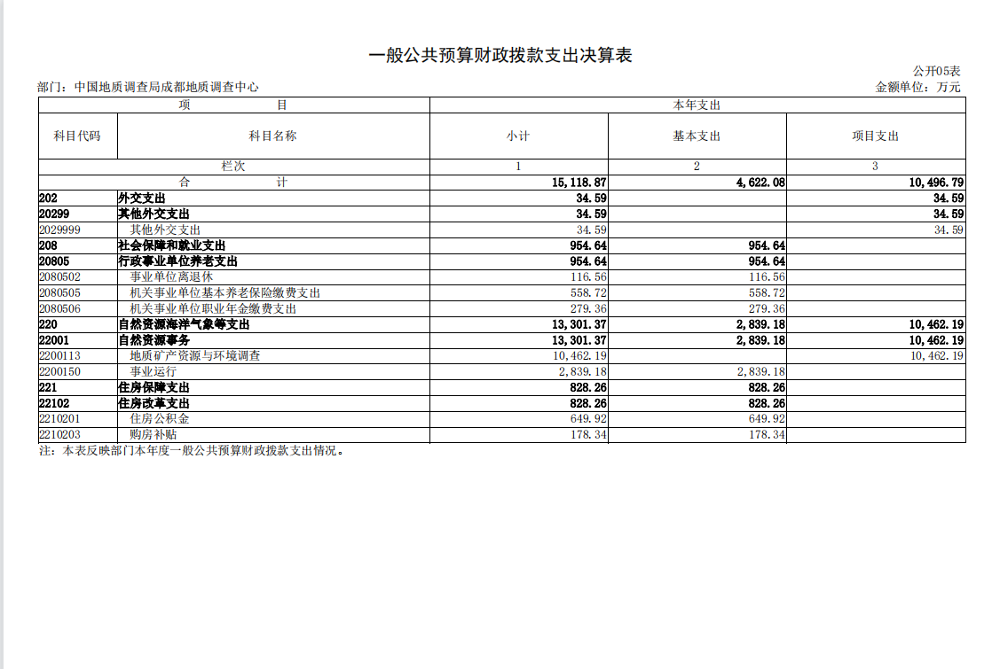 一般公共预算财政拨款支出决算表
公开05表
部门：中国地质调查局成都地质调查中心 金额单位：万元
项 目 本年支出
科目代码 科目名称 小计 基本支出 项目支出
栏次 1 2 3
合 计 15,118.87 4,622.08 10,496.79
202 外交支出 34.59 34.59
20299 其他外交支出 34.59 34.59
2029999 其他外交支出 34.59 34.59
208 社会保障和就业支出 954.64 954.64
20805 行政事业单位养老支出 954.64 954.64
2080502 事业单位离退休 116.56 116.56
2080505 机关事业单位基本养老保险缴费支出 558.72 558.72
2080506 机关事业单位职业年金缴费支出 279.36 279.36
220 自然资源海洋气象等支出 13,301.37 2,839.18 10,462.19
22001 自然资源事务 13,301.37 2,839.18 10,462.19
2200113 地质矿产资源与环境调查 10,462.19 10,462.19
2200150 事业运行 2,839.18 2,839.18
221 住房保障支出 828.26 828.26
22102 住房改革支出 828.26 828.26
2210201 住房公积金 649.92 649.92
2210203 购房补贴 178.34 178.34
注：本表反映部门本年度一般公共预算财政拨款支出情况。